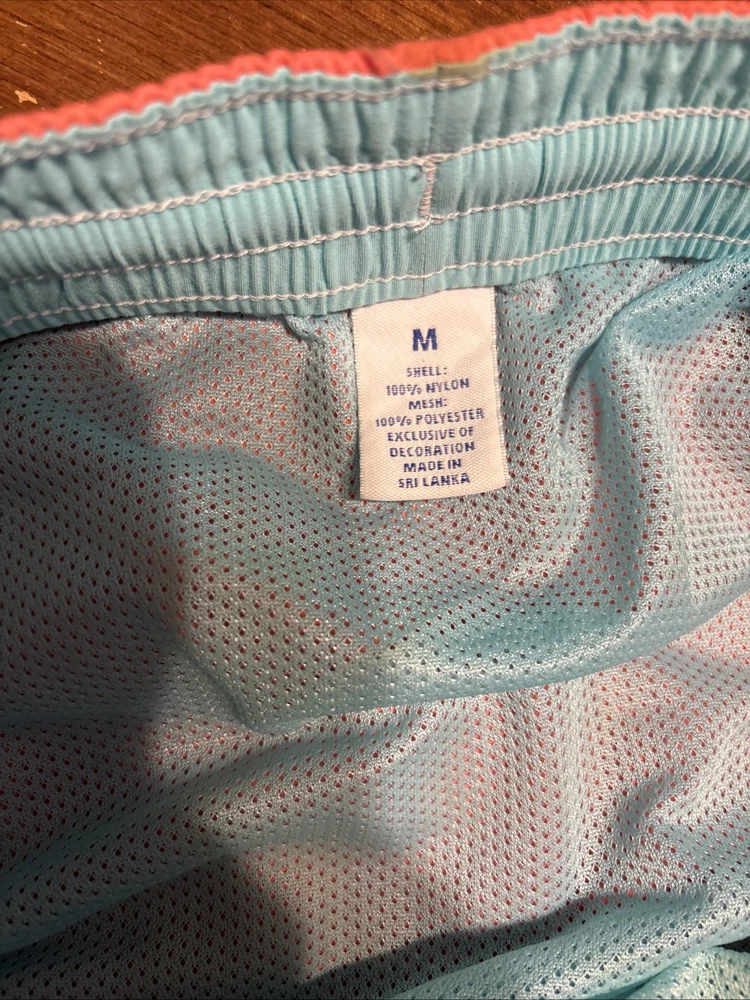 M
SHELL:
100% NYLON
MESH:
100% POLYESTER
EXCLUSIVE OF
DECORATION
MADE IN
SRI LANKA